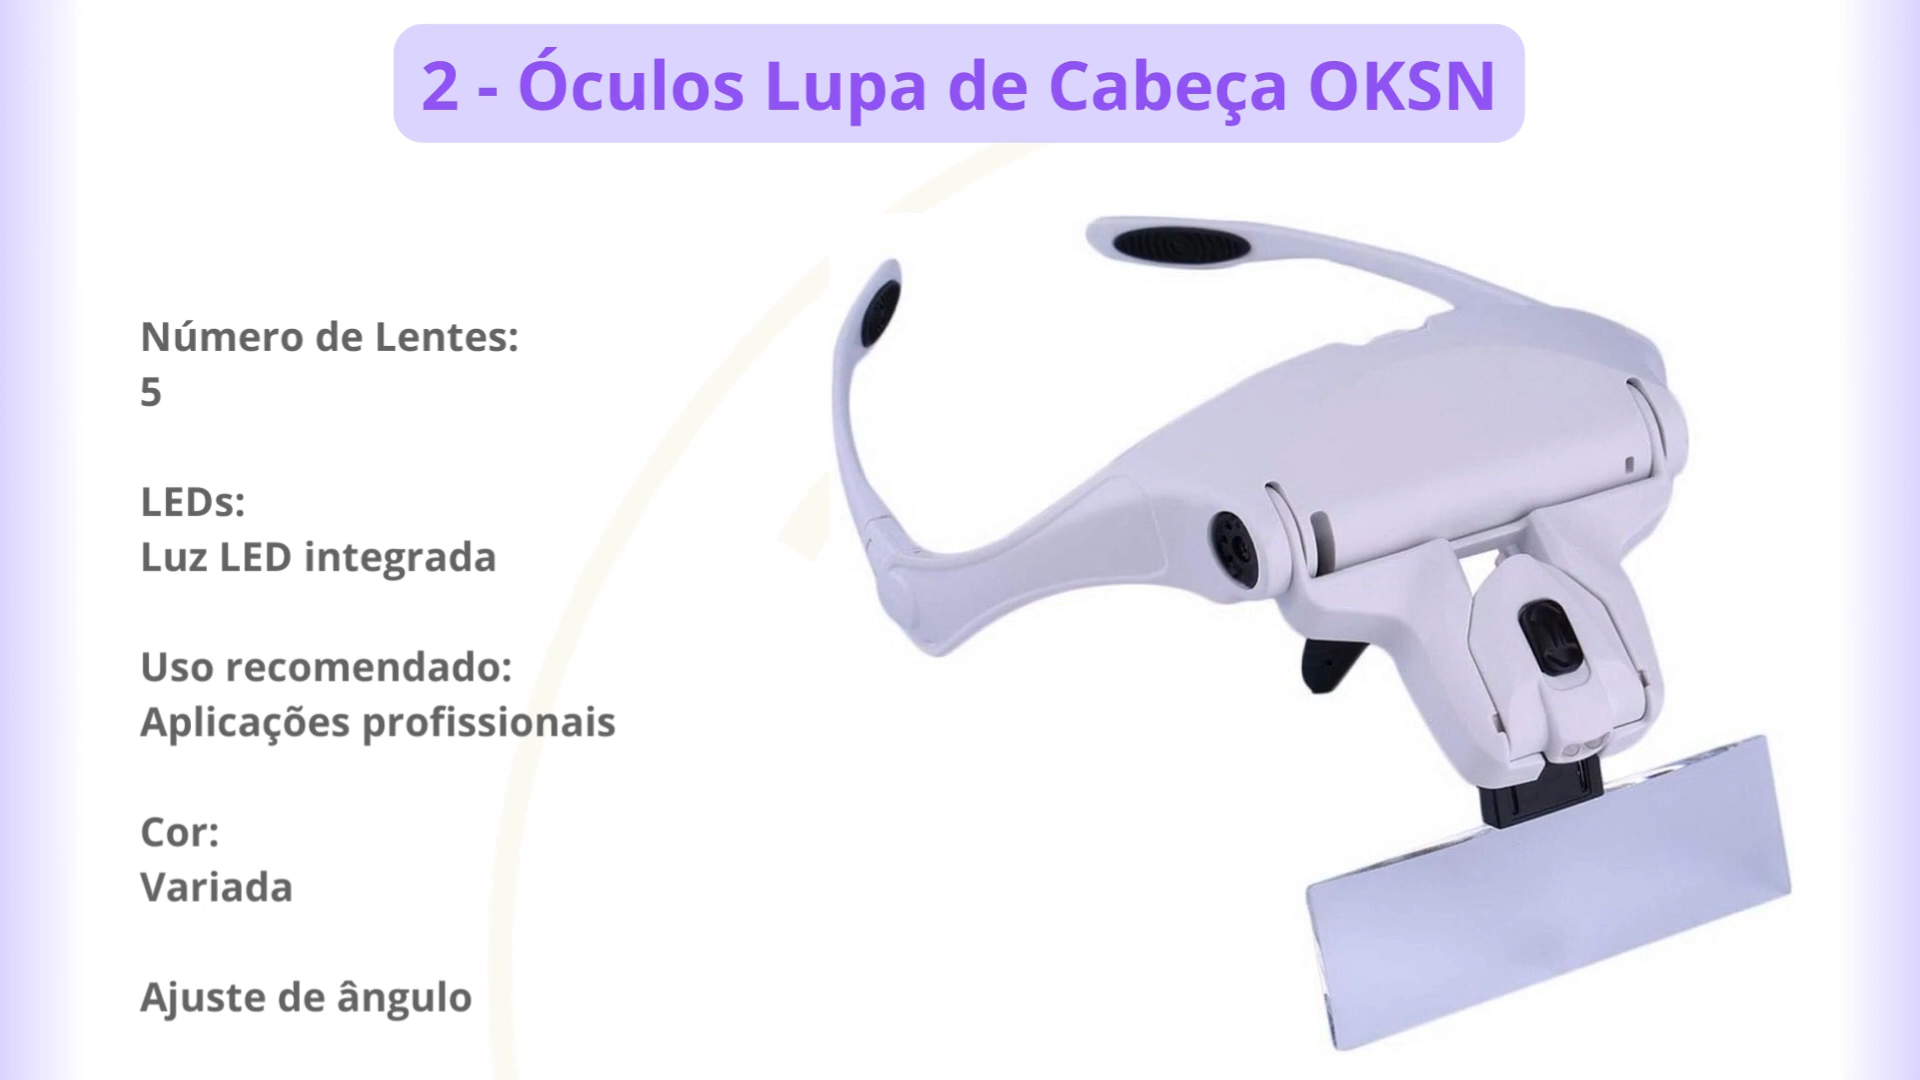 2 - Óculos Lupa de Cabeça OKSN
Número de Lentes:
5
LEDs:
Luz LED integrada
Uso recomendado:
Aplicações profissionais
Cor:
Variada
Ajuste de ângulo